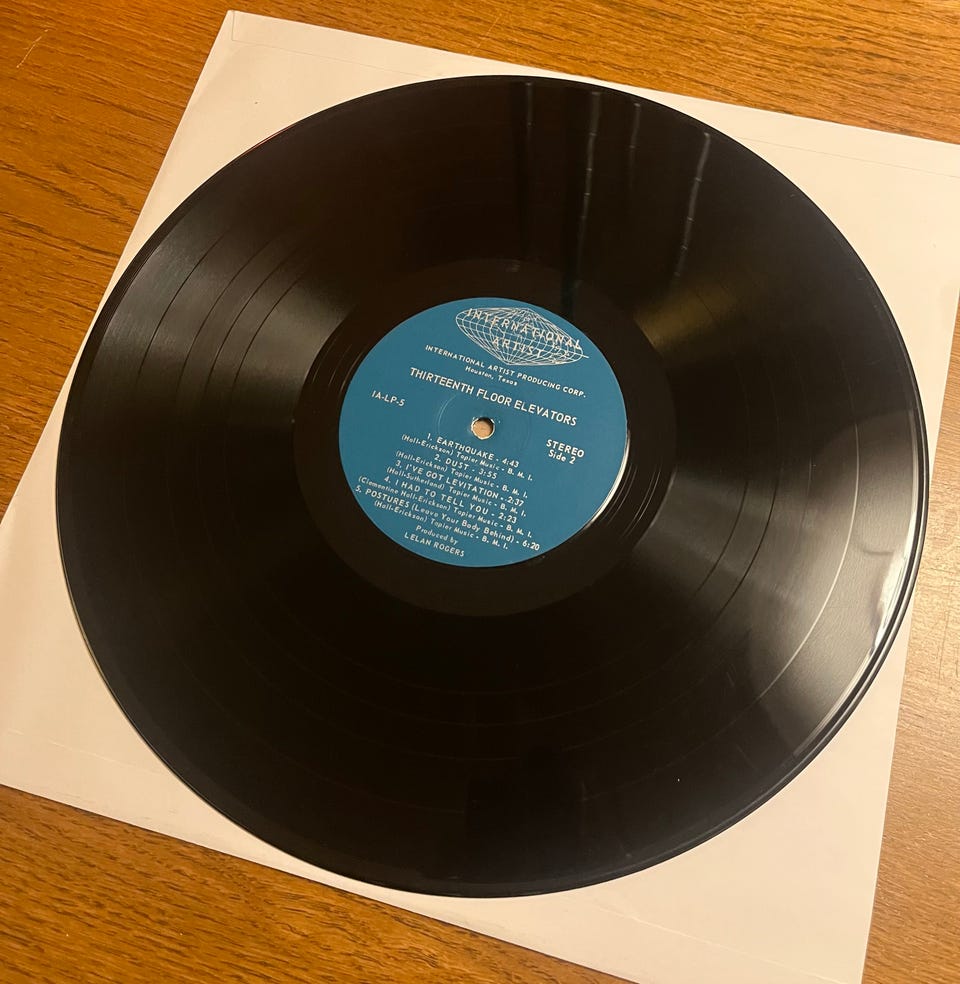 INTERNATIONAL
ARTIST
INTERNATIONAL ARTIST PRODUCING CORP.
Houston, Texas
THIRTEENTH FLOOR ELEVATORS
IA-LP-5
STEREO
Side 2
1. EARTHQUAKE - 4:43
(Hall-Erickson) Tapier Music - B. M. I.
2. DUST - 3:55
(Hall-Erickson) Tapier Music - B. M. I.
3. I'VE GOT LEVITATION - 2:37
(Hall-Sutherland) Tapier Music - B. M. I.
4. I HAD TO TELL YOU - 2:23
(Clementine Hall-Erickson) Tapier Music - B. M. I.
5. POSTURES (Leave Your Body Behind) - 6:20
(Hall-Erickson) Tapier Music - B. M. I.
Produced by
LELAN ROGERS